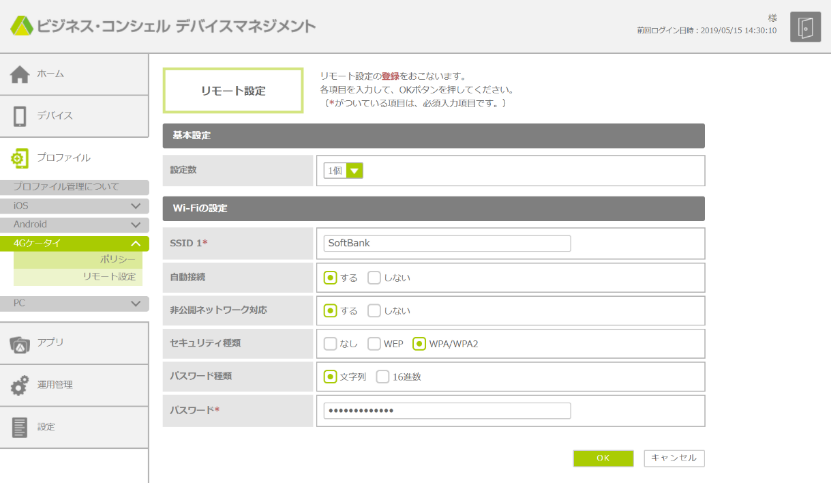 ビジネス・コンシェル デバイスマネジメント
様
前回ログイン日時 : 2019/05/15 14:30:10
ホーム
デバイス
プロファイル
プロファイル管理について
iOS
Android
4Gケータイ
ポリシー
リモート設定
PC
アプリ
運用管理
設定
リモート設定
リモート設定の登録をおこないます。
各項目を入力して、OKボタンを押してください。
（*がついている項目は、必須入力項目です。）
基本設定
設定数
1個
Wi-Fiの設定
SSID 1*
SoftBank
自動接続
する しない
非公開ネットワーク対応
する しない
セキュリティ種類
なし WEP WPA/WPA2
パスワード種類
文字列 16進数
パスワード*
•••••••••••••
OK
キャンセル